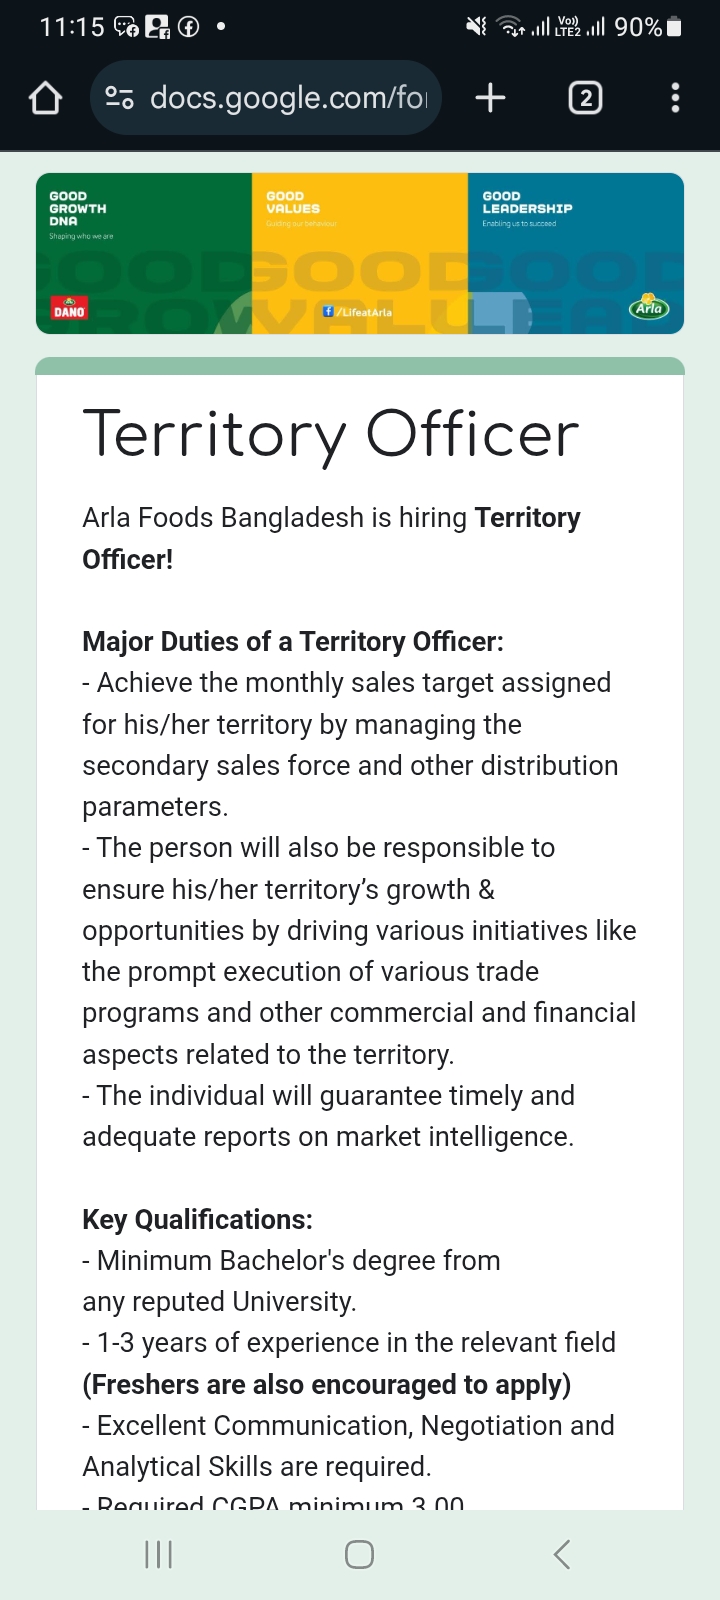 11:15
Vo))
LTE2
90%
docs.google.com/for
2
GOOD
GROWTH
DNA
Shaping who we are
GOOD
VALUES
Guiding our behaviour
GOOD
LEADERSHIP
Enabling us to succeed
DANO
/LifeatArla
Arla
Territory Officer
Arla Foods Bangladesh is hiring Territory
Officer!
Major Duties of a Territory Officer:
- Achieve the monthly sales target assigned
for his/her territory by managing the
secondary sales force and other distribution
parameters.
- The person will also be responsible to
ensure his/her territory’s growth &
opportunities by driving various initiatives like
the prompt execution of various trade
programs and other commercial and financial
aspects related to the territory.
- The individual will guarantee timely and
adequate reports on market intelligence.
Key Qualifications:
- Minimum Bachelor's degree from
any reputed University.
- 1-3 years of experience in the relevant field
(Freshers are also encouraged to apply)
- Excellent Communication, Negotiation and
Analytical Skills are required.
- Required CGPA minimum 3.00